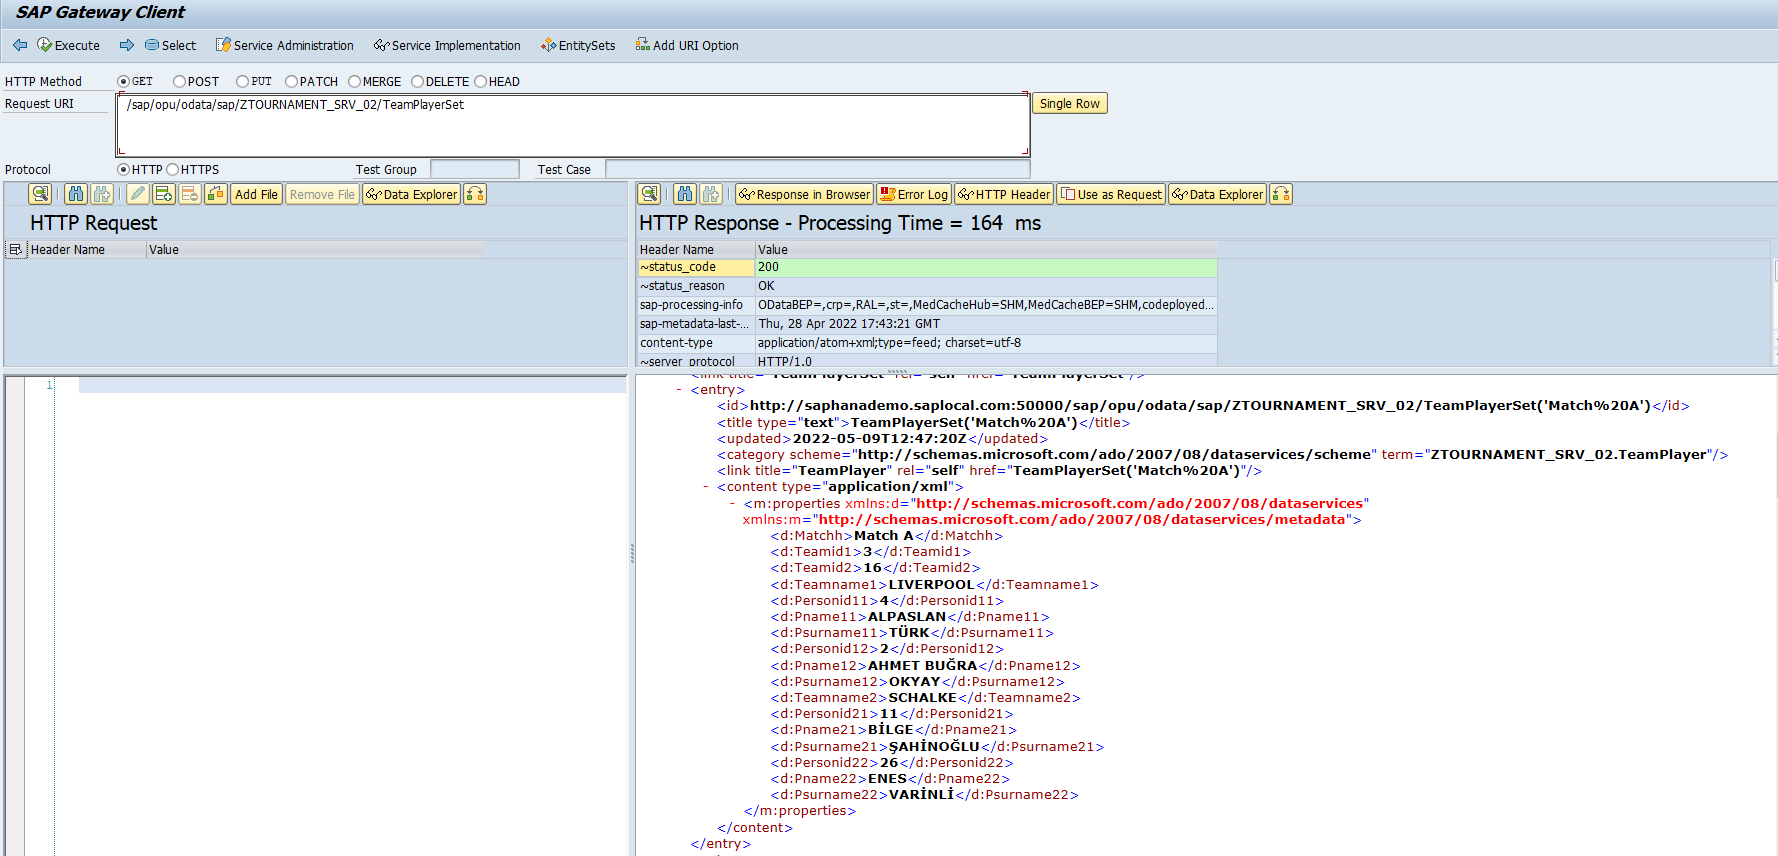 SAP Gateway Client
Execute Select Service Administration Service Implementation EntitySets Add URI Option
HTTP Method GET POST PUT PATCH MERGE DELETE HEAD
Request URI /sap/opu/odata/sap/ZTOURNAMENT_SRV_02/TeamPlayerSet Single Row
Protocol HTTP HTTPS Test Group Test Case
Add File Remove File Data Explorer
HTTP Request
Header Name Value
1
Response in Browser Error Log HTTP Header Use as Request Data Explorer
HTTP Response - Processing Time = 164 ms
Header Name Value
~status_code 200
~status_reason OK
sap-processing-info ODataBEP=,crp=,RAL=,st=,MedCacheHub=SHM,MedCacheBEP=SHM,codeployed...
sap-metadata-last-... Thu, 28 Apr 2022 17:43:21 GMT
content-type application/atom+xml;type=feed; charset=utf-8
~server_protocol HTTP/1.0
<link title="TeamPlayerSet" rel="self" href="TeamPlayerSet"/>
- <entry>
<id>http://saphanademo.saplocal.com:50000/sap/opu/odata/sap/ZTOURNAMENT_SRV_02/TeamPlayerSet('Match%20A')</id>
<title type="text">TeamPlayerSet('Match%20A')</title>
<updated>2022-05-09T12:47:20Z</updated>
<category scheme="http://schemas.microsoft.com/ado/2007/08/dataservices/scheme" term="ZTOURNAMENT_SRV_02.TeamPlayer"/>
<link title="TeamPlayer" rel="self" href="TeamPlayerSet('Match%20A')"/>
- <content type="application/xml">
- <m:properties xmlns:d="http://schemas.microsoft.com/ado/2007/08/dataservices"
xmlns:m="http://schemas.microsoft.com/ado/2007/08/dataservices/metadata">
<d:Matchh>Match A</d:Matchh>
<d:Teamid1>3</d:Teamid1>
<d:Teamid2>16</d:Teamid2>
<d:Teamname1>LIVERPOOL</d:Teamname1>
<d:Personid11>4</d:Personid11>
<d:Pname11>ALPASLAN</d:Pname11>
<d:Psurname11>TÜRK</d:Psurname11>
<d:Personid12>2</d:Personid12>
<d:Pname12>AHMET BUĞRA</d:Pname12>
<d:Psurname12>OKYAY</d:Psurname12>
<d:Teamname2>SCHALKE</d:Teamname2>
<d:Personid21>11</d:Personid21>
<d:Pname21>BİLGE</d:Pname21>
<d:Psurname21>ŞAHİNOĞLU</d:Psurname21>
<d:Personid22>26</d:Personid22>
<d:Pname22>ENES</d:Pname22>
<d:Psurname22>VARİNLİ</d:Psurname22>
</m:properties>
</content>
</entry>